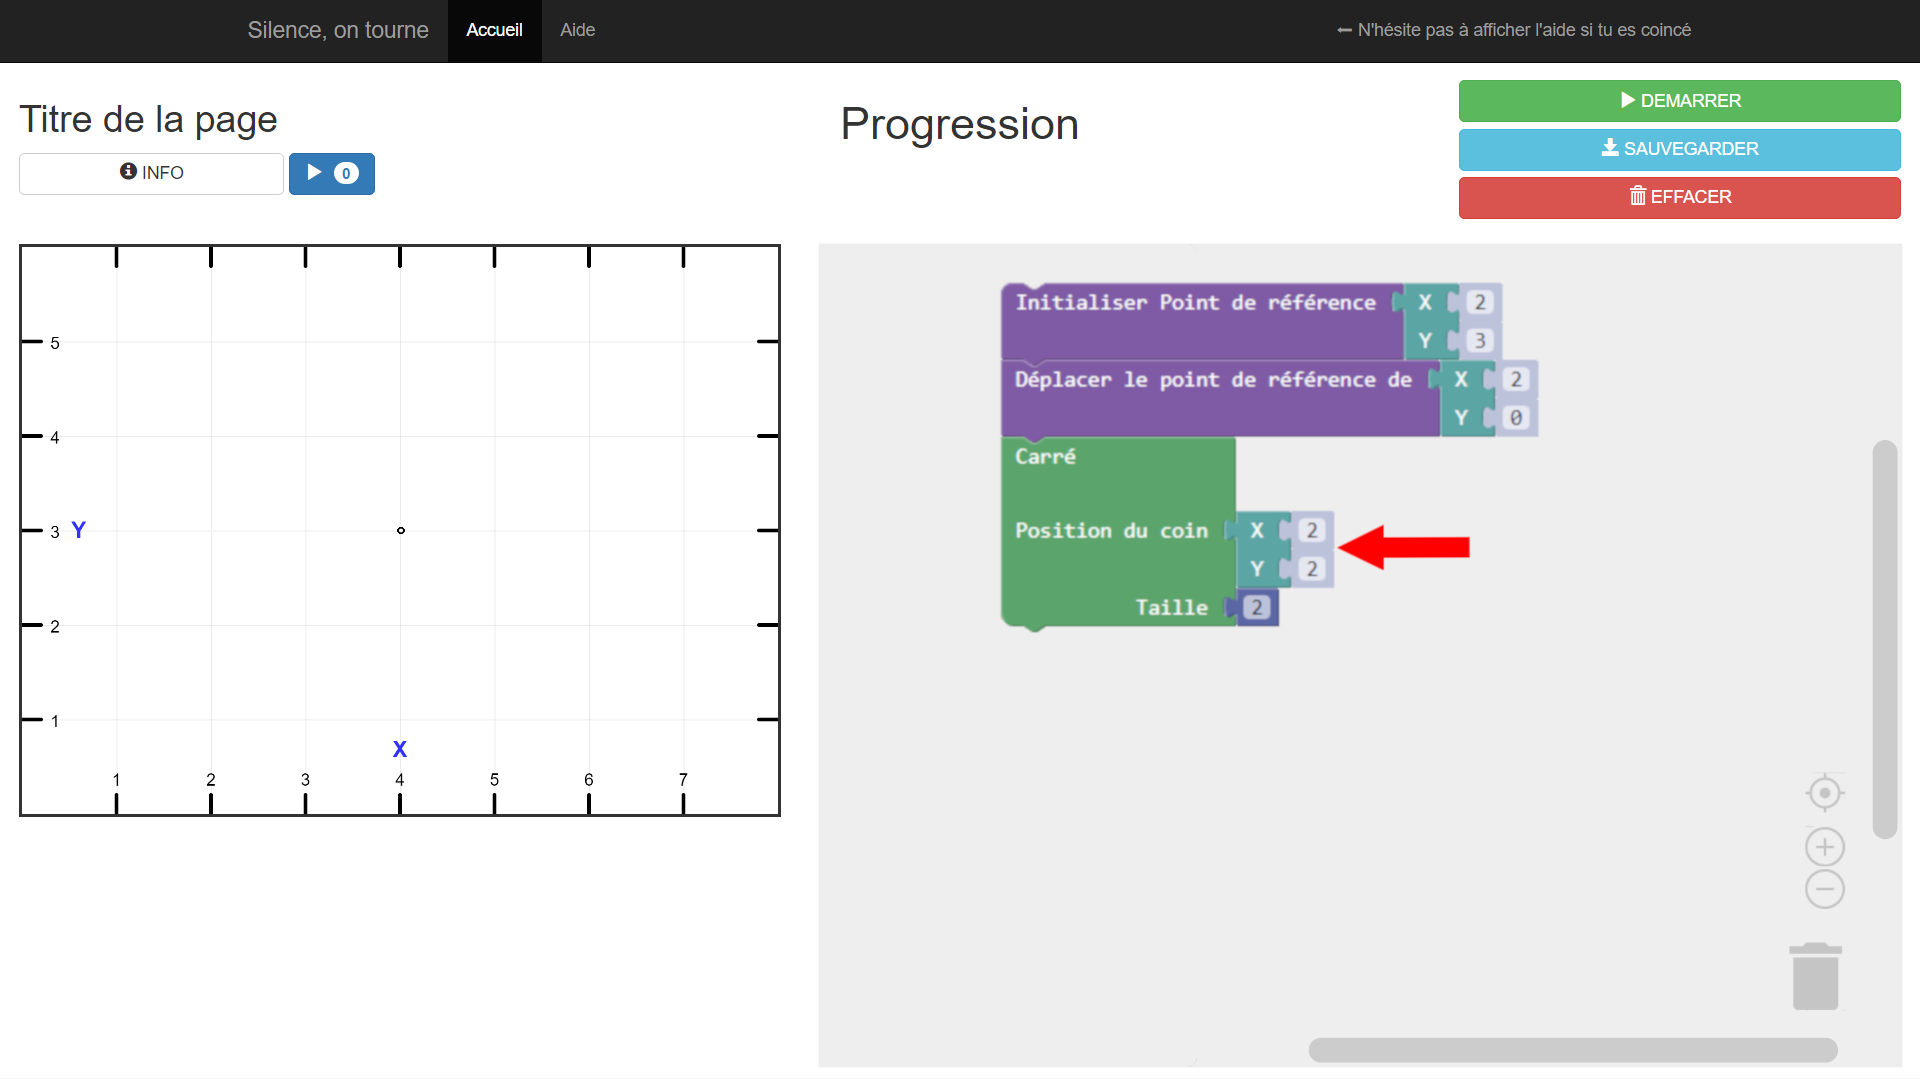 Silence, on tourne Accueil Aide N'hésite pas à afficher l'aide si tu es coincé
Titre de la page
INFO 0
Progression
DEMARRER
SAUVEGARDER
EFFACER
5
4
3 Y
2
1
X
1 2 3 4 5 6 7
Initialiser Point de référence X 2
Y 3
Déplacer le point de référence de X 2
Y 0
Carré
Position du coin X 2
Y 2
Taille 2